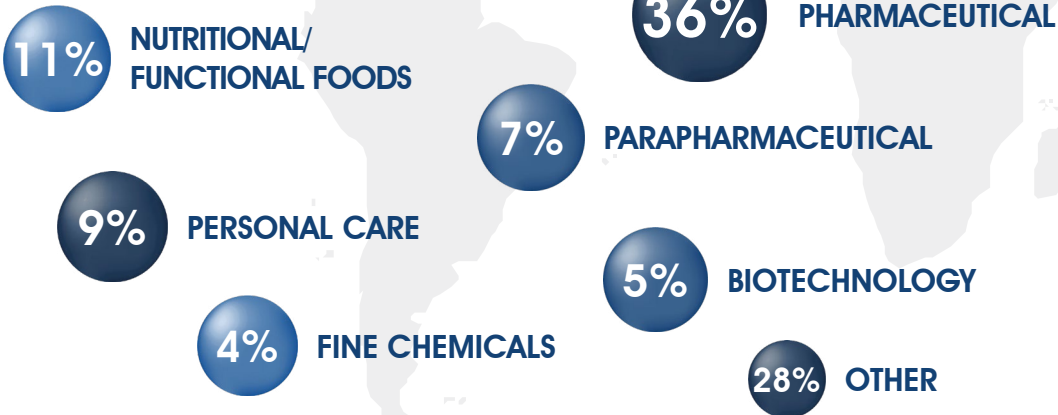 36% PHARMACEUTICAL
11% NUTRITIONAL/
FUNCTIONAL FOODS
7% PARAPHARMACEUTICAL
9% PERSONAL CARE
5% BIOTECHNOLOGY
4% FINE CHEMICALS
28% OTHER